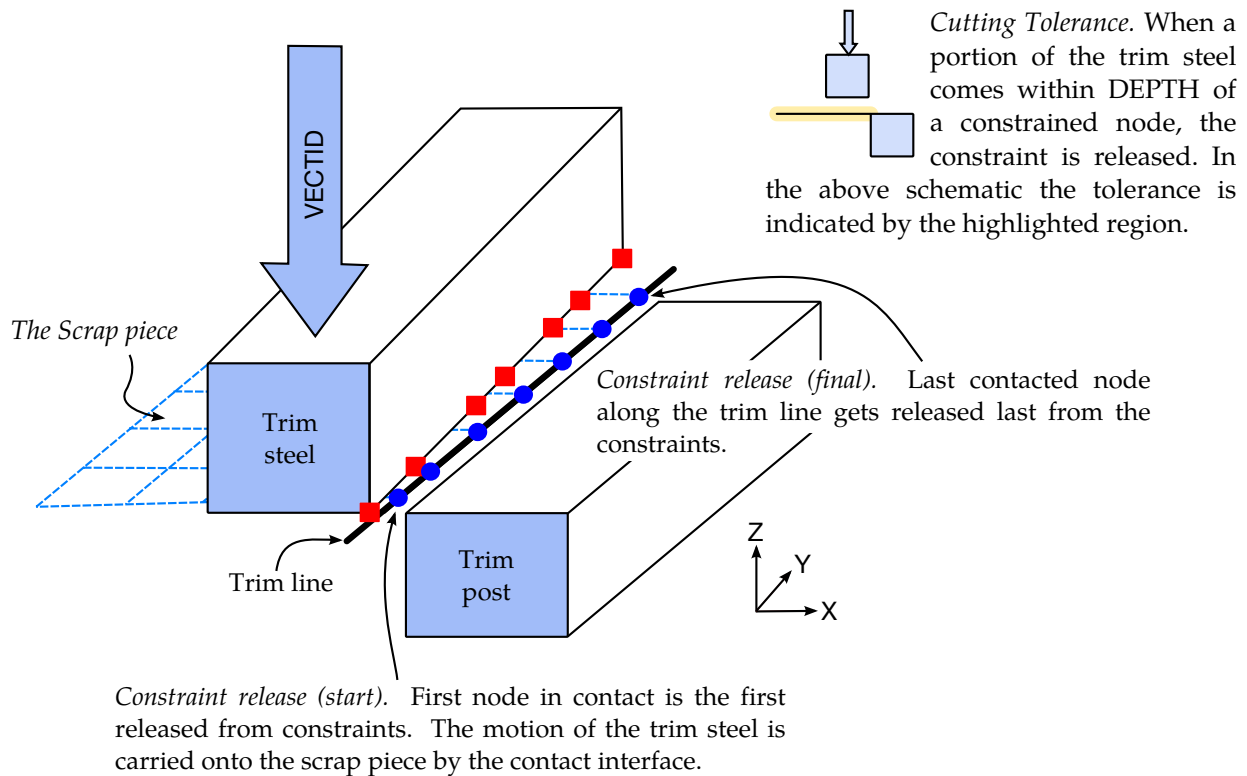 Cutting Tolerance. When a
portion of the trim steel
comes within DEPTH of
a constrained node, the
constraint is released. In
the above schematic the tolerance is
indicated by the highlighted region.
VECTID
The Scrap piece
Trim
steel
Constraint release (final). Last contacted node
along the trim line gets released last from the
constraints.
Trim line
Trim
post
Z
Y
X
Constraint release (start). First node in contact is the first
released from constraints. The motion of the trim steel is
carried onto the scrap piece by the contact interface.